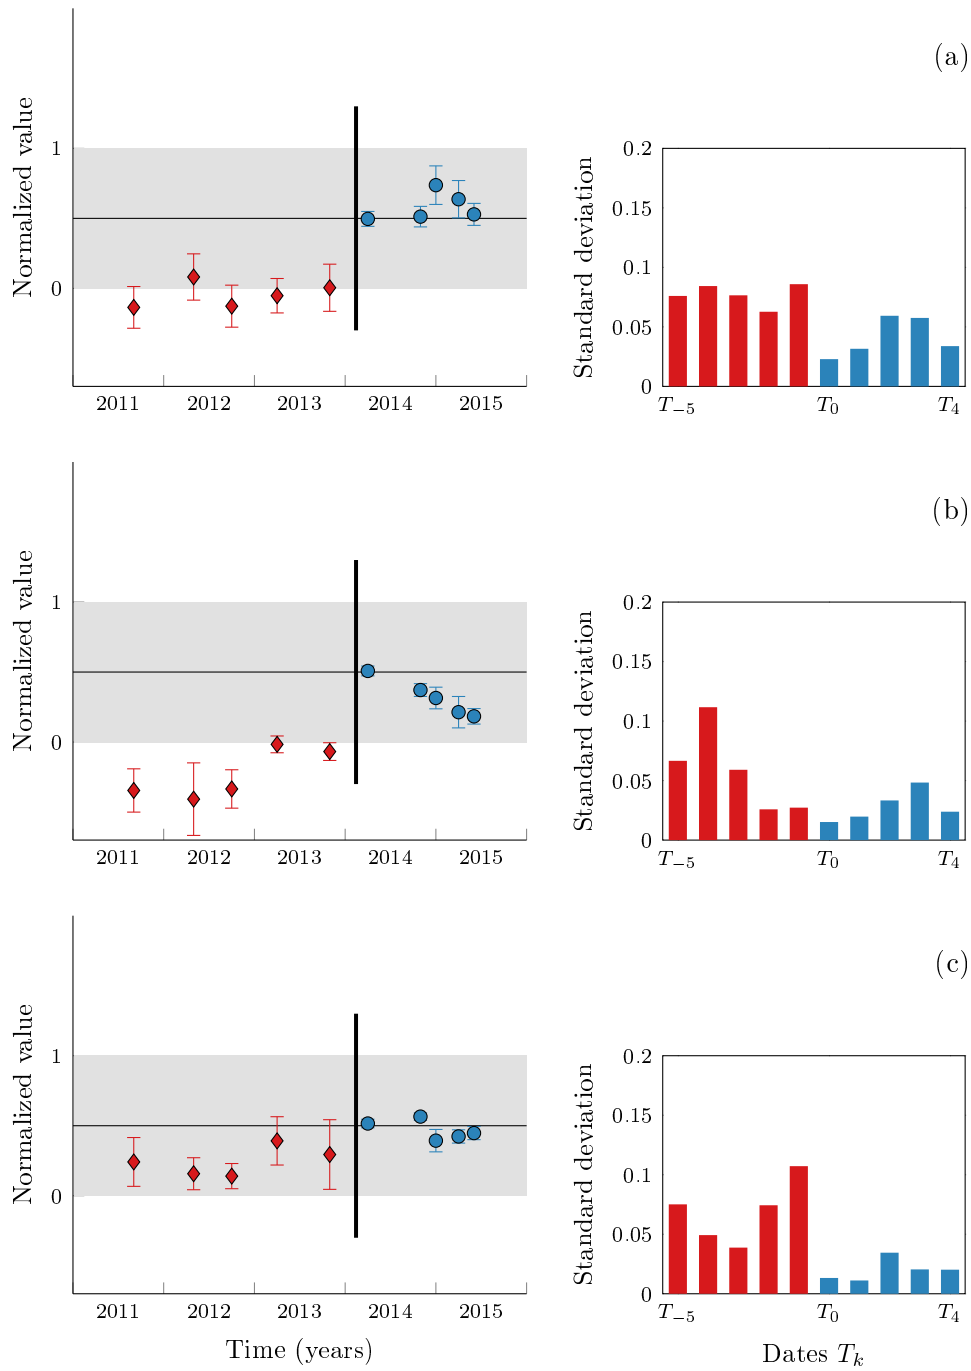 (a)
Normalized value
1
0
2011 2012 2013 2014 2015
Standard deviation
0.2
0.15
0.1
0.05
0
T₋₅ T₀ T₄
(b)
Normalized value
1
0
2011 2012 2013 2014 2015
Standard deviation
0.2
0.15
0.1
0.05
0
T₋₅ T₀ T₄
(c)
Normalized value
1
0
2011 2012 2013 2014 2015
Time (years)
Standard deviation
0.2
0.15
0.1
0.05
0
T₋₅ T₀ T₄
Dates Tₖ